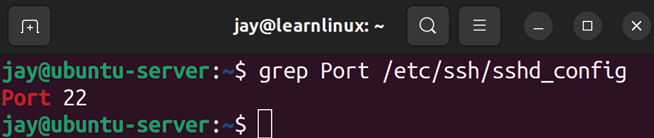 jay@learnlinux: ~
jay@ubuntu-server:~$ grep Port /etc/ssh/sshd_config
Port 22
jay@ubuntu-server:~$